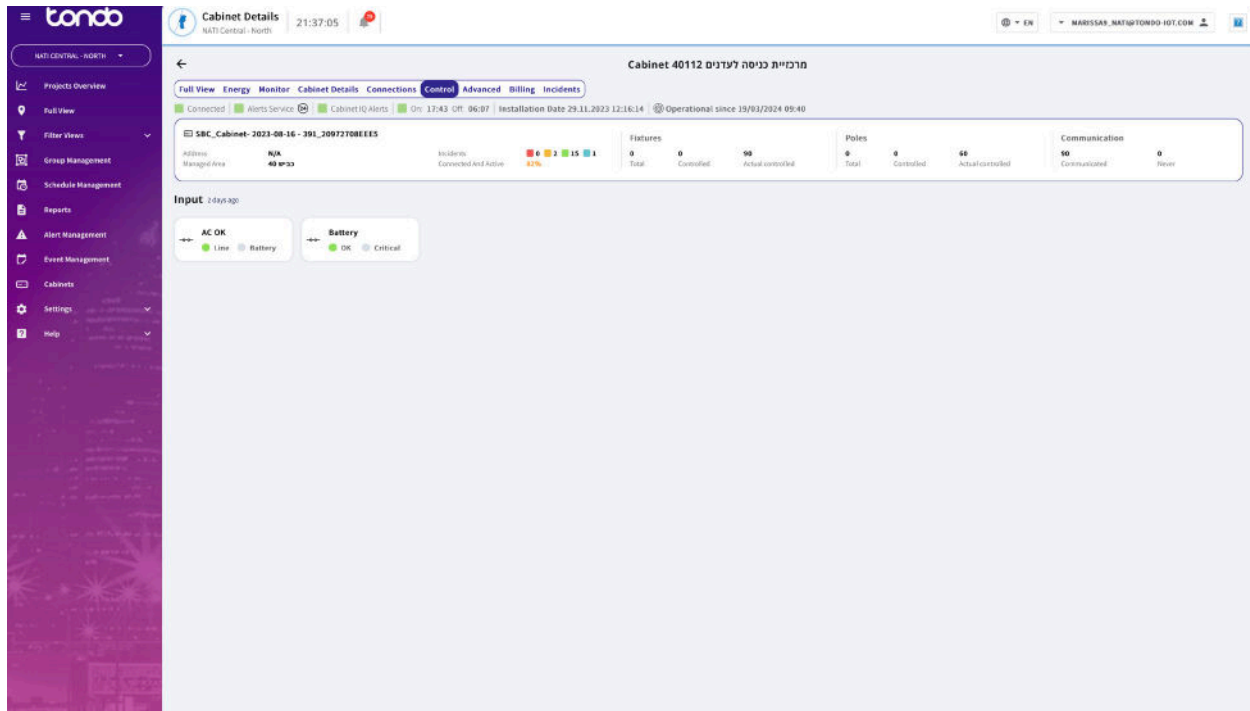 tondo
Cabinet Details
NATI Central - North
21:37:05
EN
MARISSA9_NATI@TONDO-IOT.COM
NATI CENTRAL - NORTH
Projects Overview
Full View
Filter Views
Group Management
Schedule Management
Reports
Alert Management
Event Management
Cabinets
Settings
Help
Cabinet 40112 מרכזיית כניסה לעדנים
Full View Energy Monitor Cabinet Details Connections Control Advanced Billing Incidents
Connected Alerts Service 24 Cabinet IQ Alerts On: 17:43 Off: 06:07 Installation Date 29.11.2023 12:16:14 Operational since 19/03/2024 09:40
SBC_Cabinet- 2023-08-16 - 391_20972708EEE5
Address N/A
Managed Area כביש 40
Incidents 0 2 15 1
Connected And Active 82%
Fixtures
0 0 90
Total Controlled Actual controlled
Poles
0 0 60
Total Controlled Actual controlled
Communication
90 0
Communicated Never
Input 2 days ago
AC OK
Line Battery
Battery
OK Critical